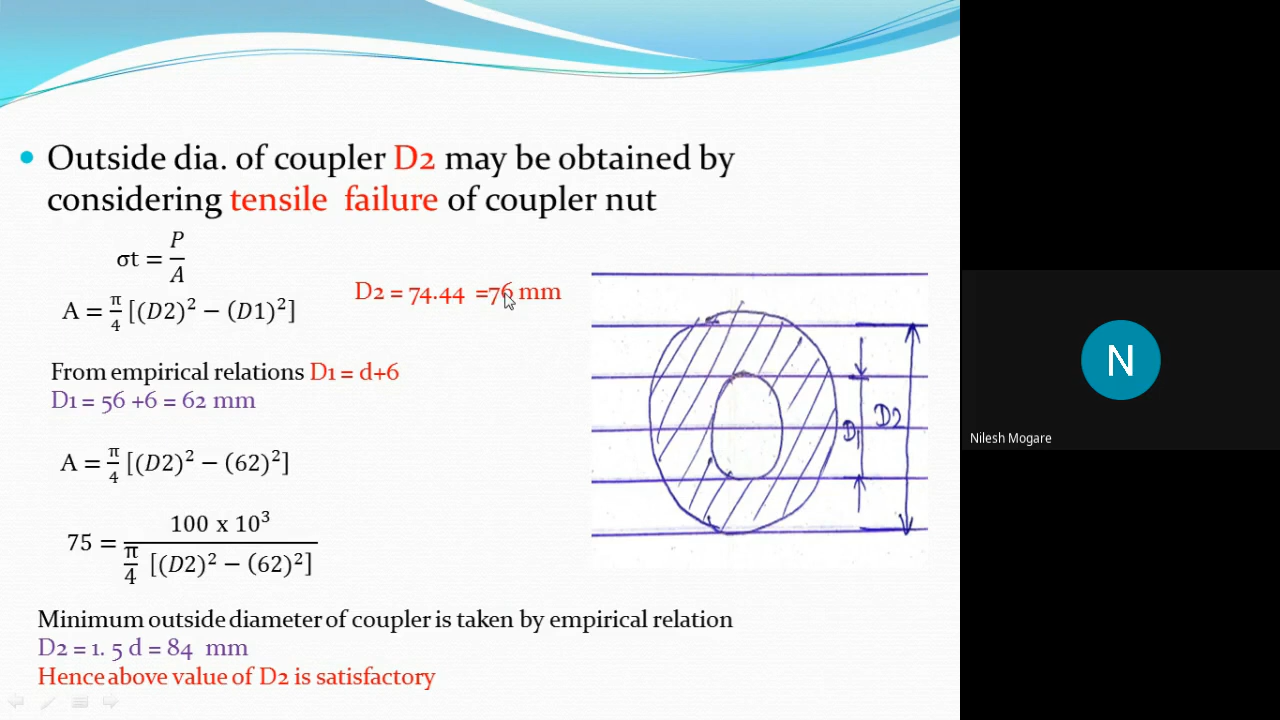 Outside dia. of coupler D2 may be obtained by
considering tensile failure of coupler nut
σt = P/A
A = π/4 [(D2)² − (D1)²]
D2 = 74.44 =76 mm
From empirical relations D1 = d+6
D1 = 56 +6 = 62 mm
A = π/4 [(D2)² − (62)²]
75 = 100 x 10³ / π/4 [(D2)² − (62)²]
D1
D2
Minimum outside diameter of coupler is taken by empirical relation
D2 = 1. 5 d = 84 mm
Hence above value of D2 is satisfactory
N
Nilesh Mogare